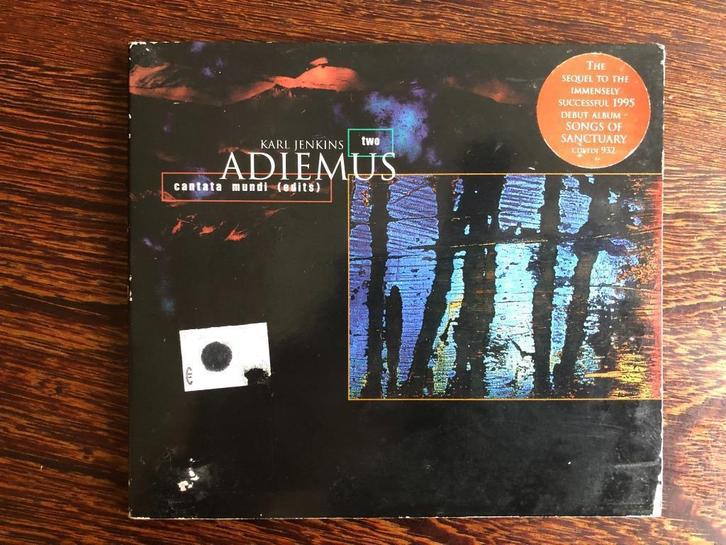 KARL JENKINS
two
ADIEMUS
cantata mundi (edits)
THE
SEQUEL TO THE
IMMENSELY
SUCCESSFUL 1995
DEBUT ALBUM -
SONGS OF
SANCTUARY
932